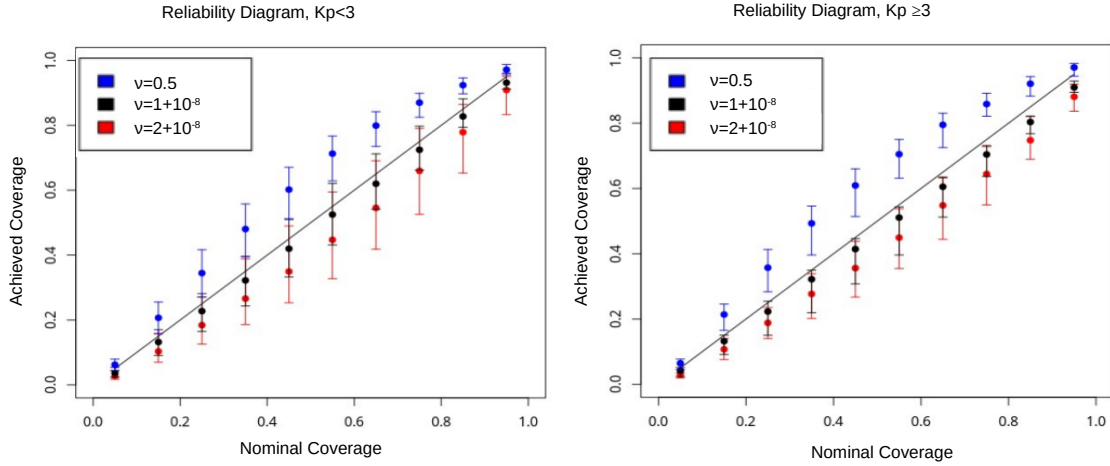 Reliability Diagram, Kp<3
Achieved Coverage
1.0
0.8
0.6
0.4
0.2
0.0
ν=0.5
ν=1+10⁻⁸
ν=2+10⁻⁸
0.0 0.2 0.4 0.6 0.8 1.0
Nominal Coverage
Reliability Diagram, Kp ≥3
Achieved Coverage
1.0
0.8
0.6
0.4
0.2
0.0
ν=0.5
ν=1+10⁻⁸
ν=2+10⁻⁸
0.0 0.2 0.4 0.6 0.8 1.0
Nominal Coverage